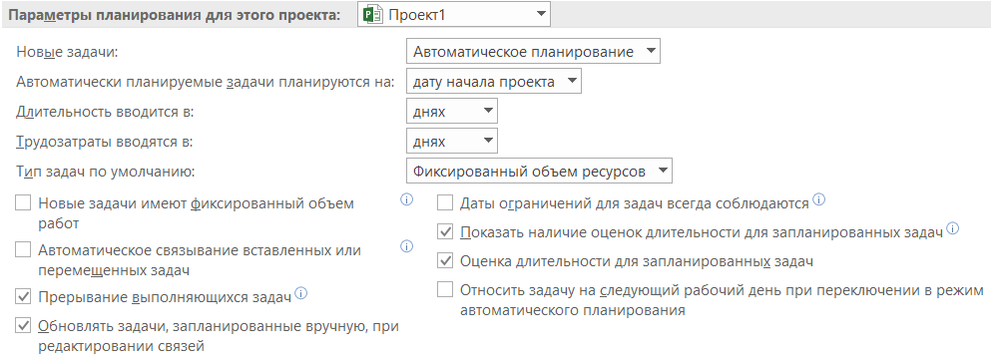 Параметры планирования для этого проекта: Проект1
Новые задачи: Автоматическое планирование
Автоматически планируемые задачи планируются на: дату начала проекта
Длительность вводится в: днях
Трудозатраты вводятся в: днях
Тип задач по умолчанию: Фиксированный объем ресурсов
Новые задачи имеют фиксированный объем
работ
Автоматическое связывание вставленных или
перемещенных задач
Прерывание выполняющихся задач
Обновлять задачи, запланированные вручную, при
редактировании связей
Даты ограничений для задач всегда соблюдаются
Показать наличие оценок длительности для запланированных задач
Оценка длительности для запланированных задач
Относить задачу на следующий рабочий день при переключении в режим
автоматического планирования